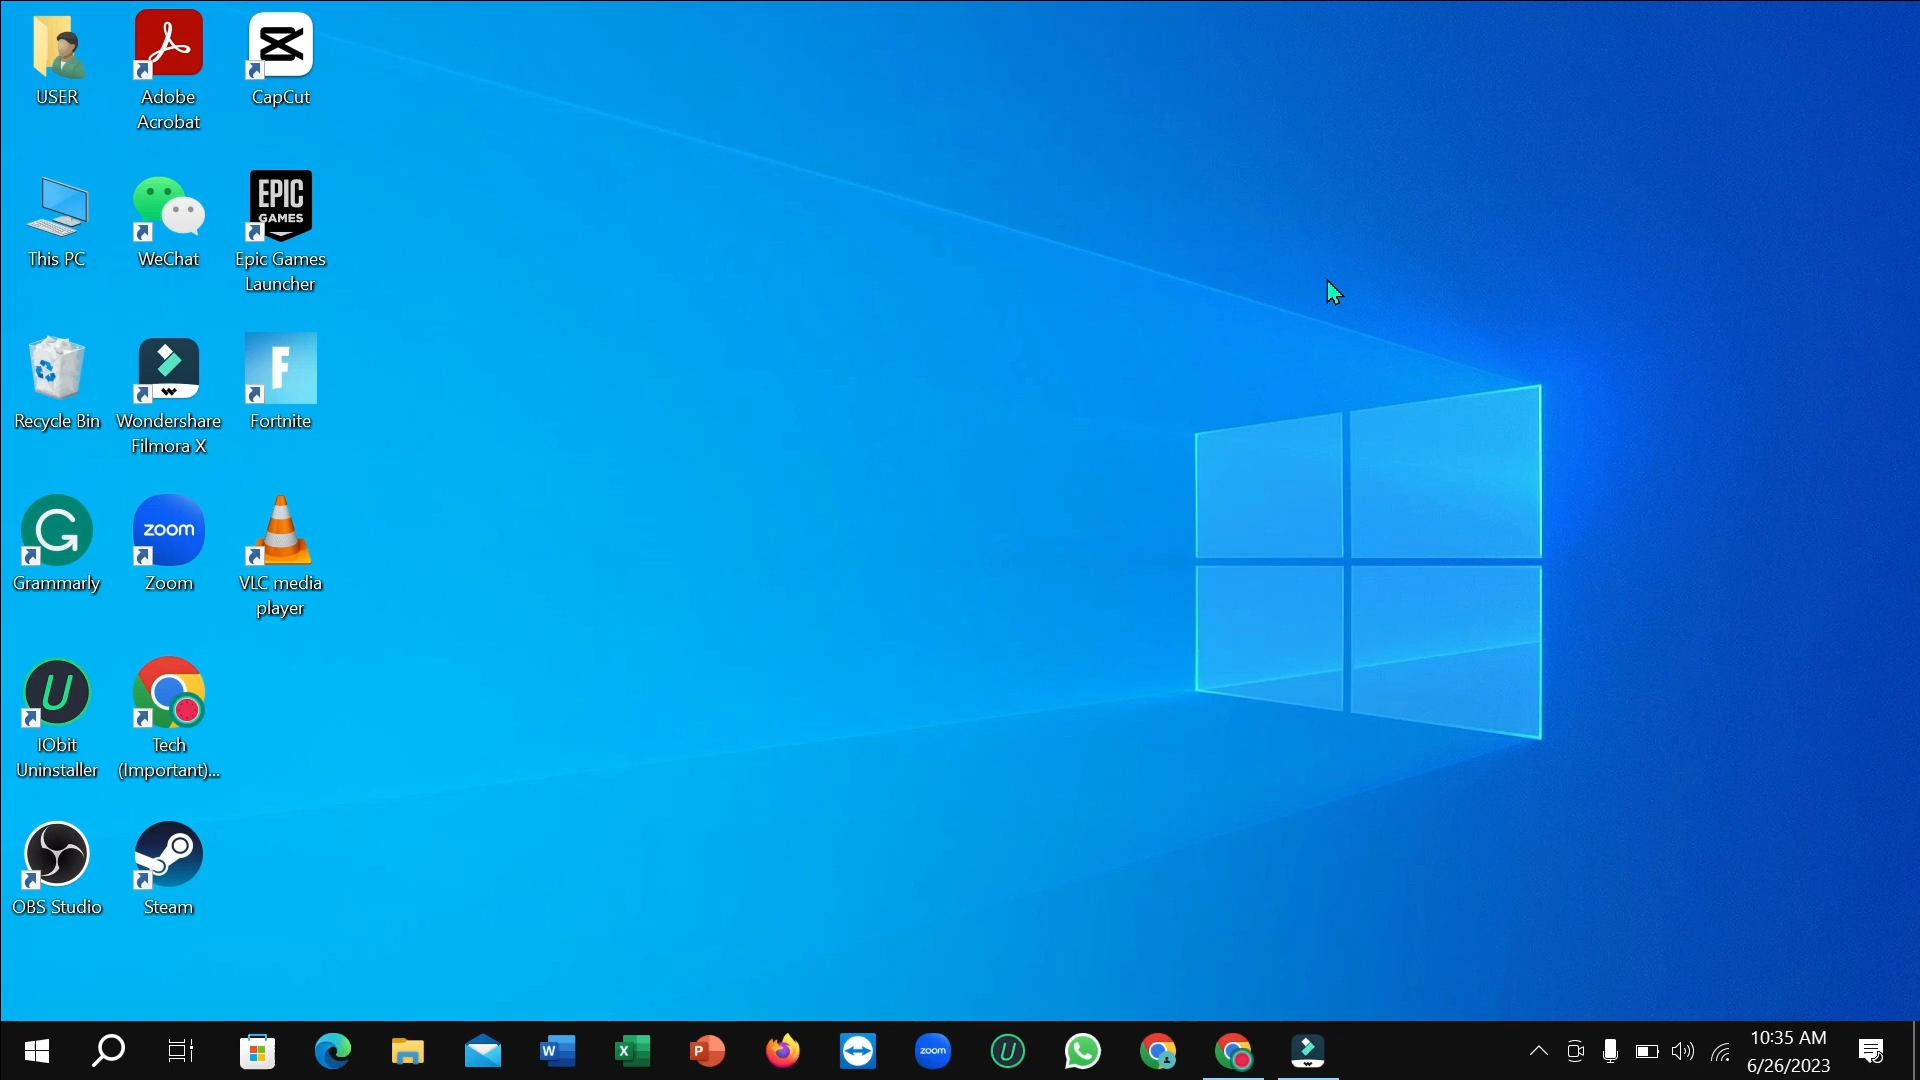 USER
Adobe
Acrobat
CapCut
This PC
WeChat
EPIC
GAMES
Epic Games
Launcher
Recycle Bin
Wondershare
Filmora X
F
Fortnite
G
Grammarly
zoom
Zoom
VLC media
player
U
IObit
Uninstaller
Tech
(Important)...
OBS Studio
Steam
W
X
P
zoom
U
10:35 AM
6/26/2023